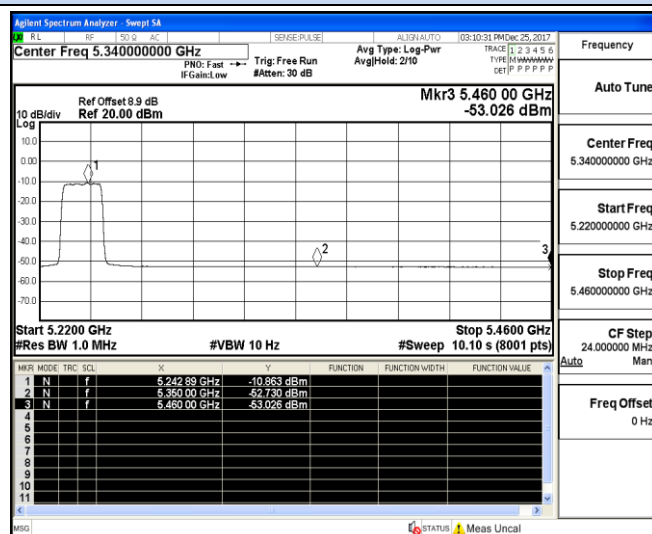 Agilent Spectrum Analyzer - Swept SA
RL RF 50 Ω AC SENSE:PULSE ALIGN AUTO 03:10:31 PM Dec 25, 2017
Center Freq 5.340000000 GHz
PNO: Fast
IFGain:Low
Trig: Free Run
#Atten: 30 dB
Avg Type: Log-Pwr
Avg|Hold: 2/10
TRACE 1 2 3 4 5 6
TYPE M
DET P P P P P P
Ref Offset 8.9 dB
10 dB/div Ref 20.00 dBm
Log
Mkr3 5.460 00 GHz
-53.026 dBm
10.0
0.00
-10.0
-20.0
-30.0
-40.0
-50.0
-60.0
-70.0
1
2
3
Start 5.2200 GHz Stop 5.4600 GHz
#Res BW 1.0 MHz #VBW 10 Hz #Sweep 10.10 s (8001 pts)
MKR MODE TRC SCL X Y FUNCTION FUNCTION WIDTH FUNCTION VALUE
1 N f 5.242 89 GHz -10.863 dBm
2 N f 5.350 00 GHz -52.730 dBm
3 N f 5.460 00 GHz -53.026 dBm
4
5
6
7
8
9
10
11
MSG STATUS Meas Uncal
Frequency
Auto Tune
Center Freq
5.340000000 GHz
Start Freq
5.220000000 GHz
Stop Freq
5.460000000 GHz
CF Step
24.000000 MHz
Auto Man
Freq Offset
0 Hz